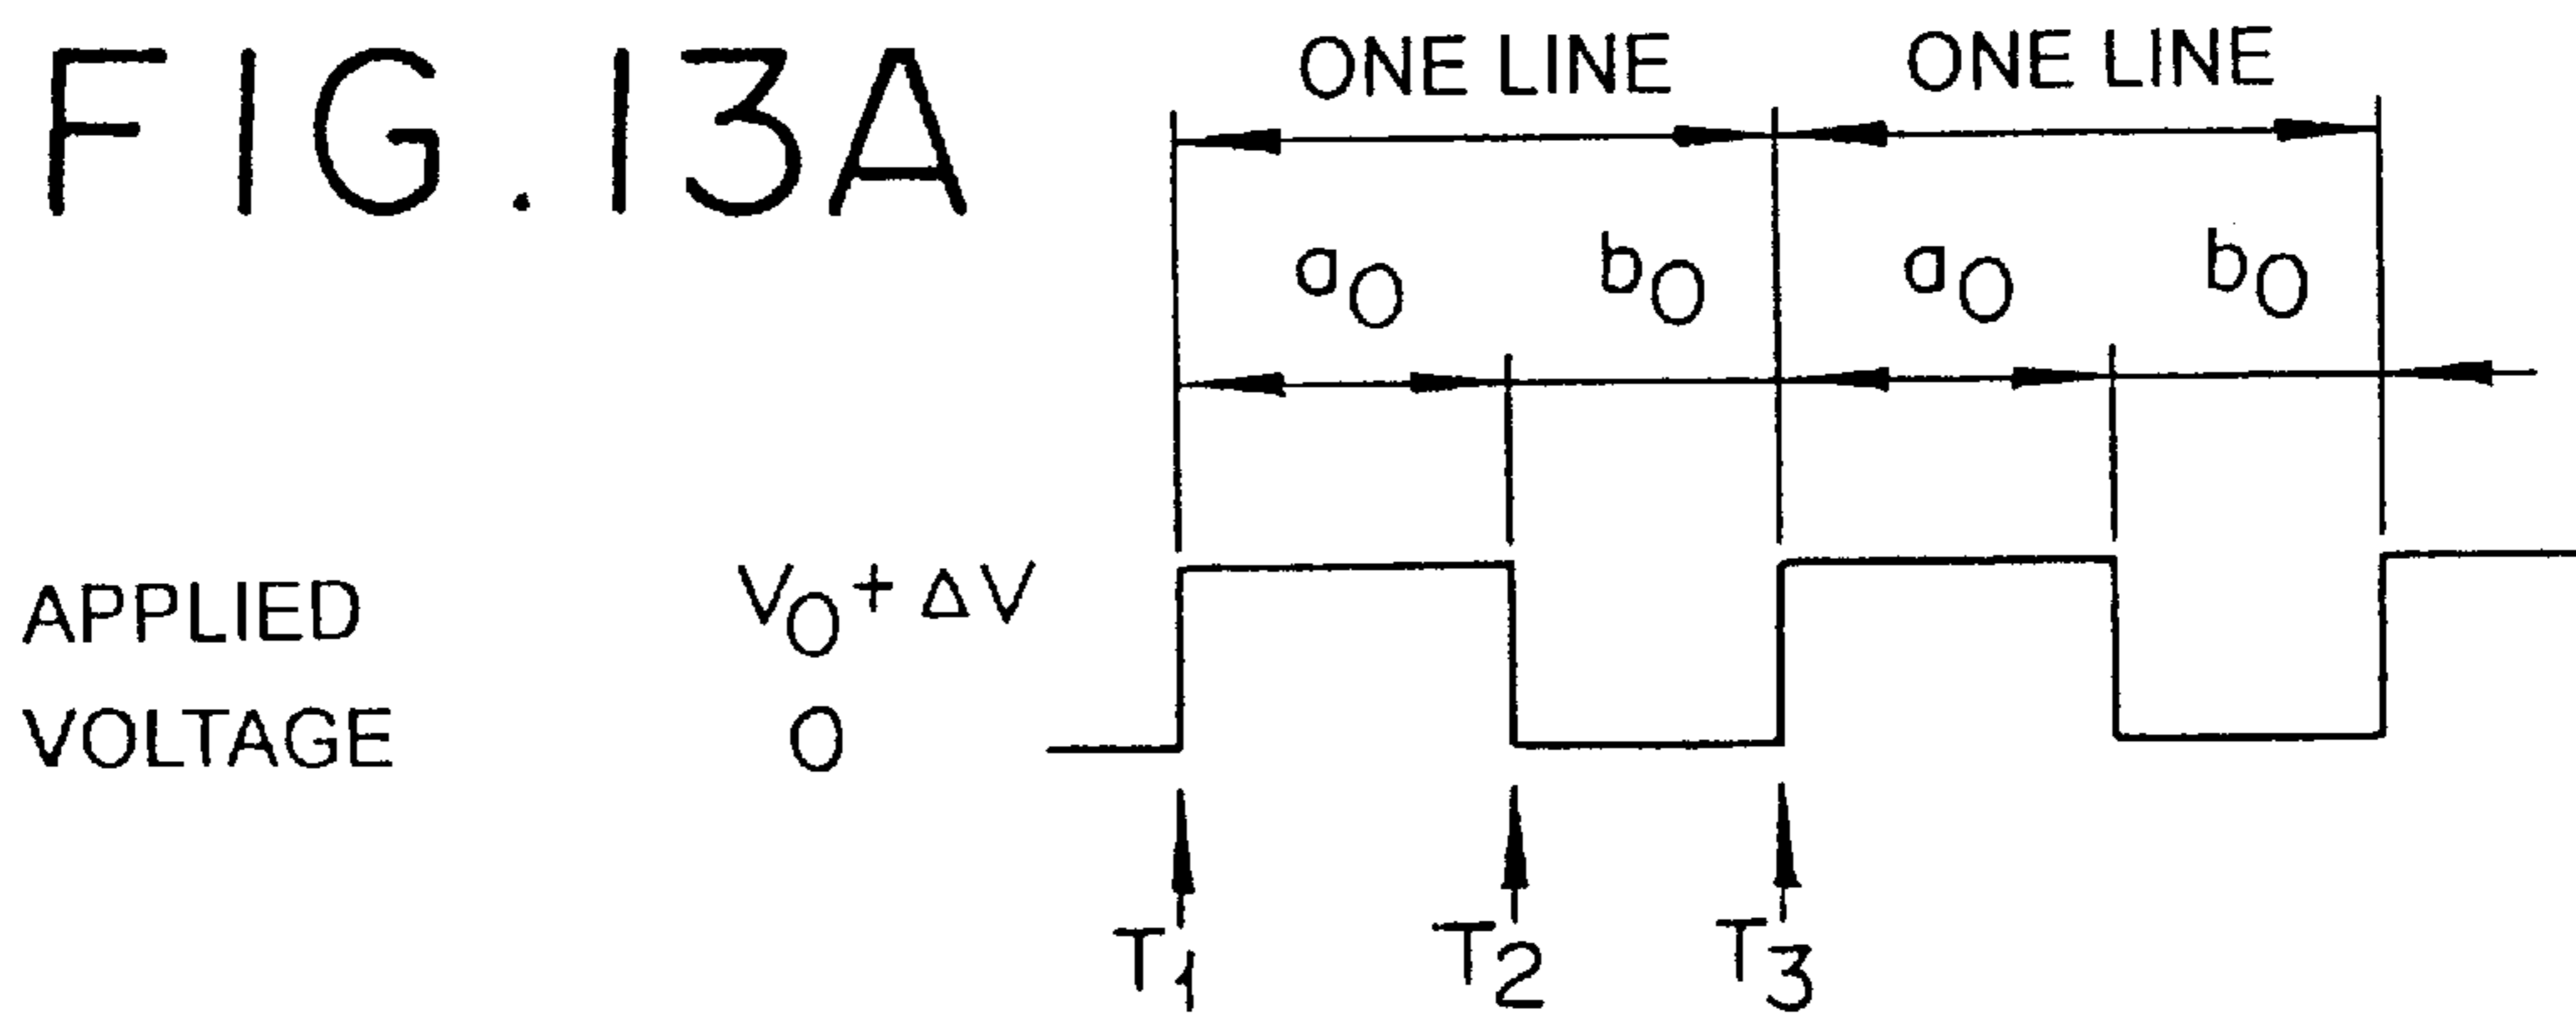 FIG.13A
ONE LINE ONE LINE
a0 b0 a0 b0
APPLIED V0+ΔV
VOLTAGE 0
T1 T2 T3